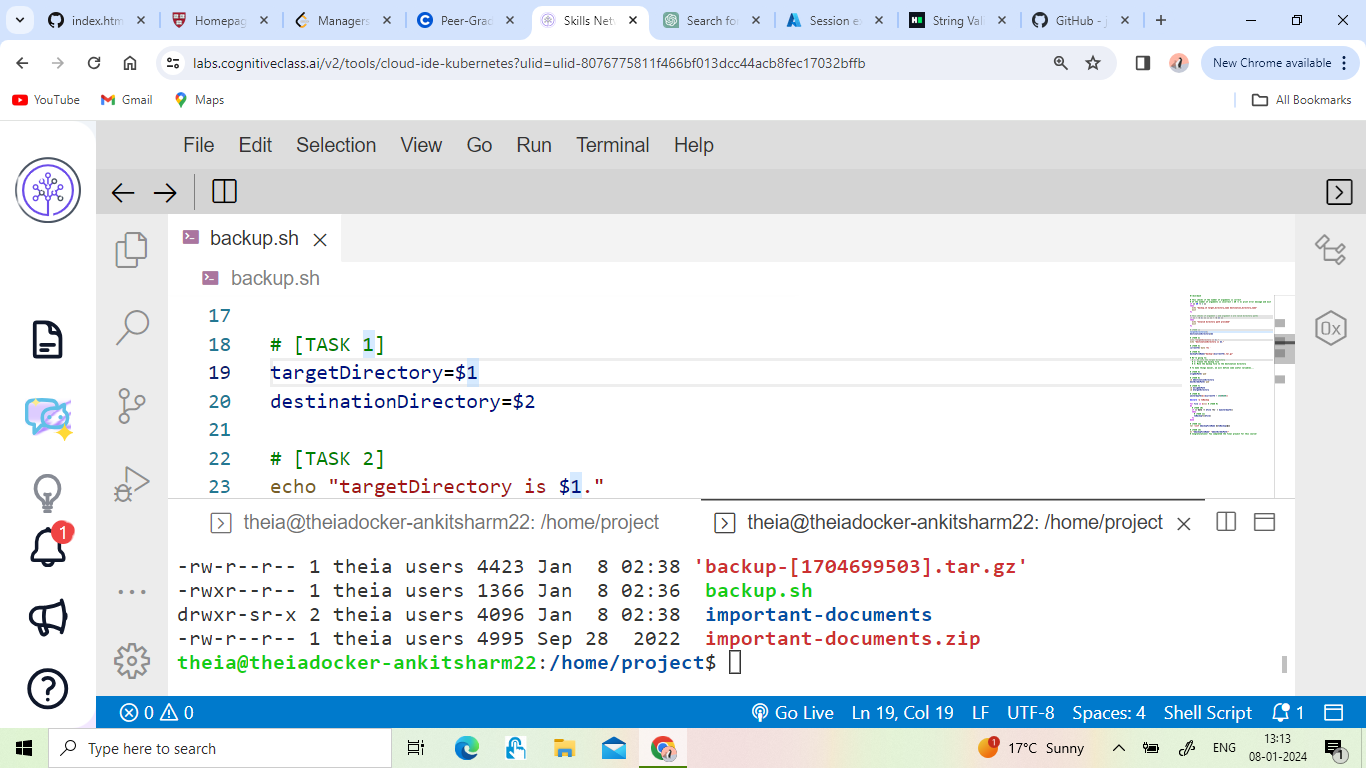 index.htm
Homepag
Managers
Peer-Grad
Skills Net
Search fo
Session e
String Vali
GitHub - j
labs.cognitiveclass.ai/v2/tools/cloud-ide-kubernetes?ulid=ulid-8076775811f466bf013dcc44acb8fec17032bffb
New Chrome available
YouTube
Gmail
Maps
All Bookmarks
File Edit Selection View Go Run Terminal Help
backup.sh
backup.sh
17
18 # [TASK 1]
19 targetDirectory=$1
20 destinationDirectory=$2
21
22 # [TASK 2]
23 echo "targetDirectory is $1."
theia@theiadocker-ankitsharm22: /home/project
theia@theiadocker-ankitsharm22: /home/project
-rw-r--r-- 1 theia users 4423 Jan  8 02:38 'backup-[1704699503].tar.gz'
-rwxr--r-- 1 theia users 1366 Jan  8 02:36  backup.sh
drwxr-sr-x 2 theia users 4096 Jan  8 02:38  important-documents
-rw-r--r-- 1 theia users 4995 Sep 28  2022  important-documents.zip
theia@theiadocker-ankitsharm22:/home/project$
1
0x
0 0
Go Live Ln 19, Col 19 LF UTF-8 Spaces: 4 Shell Script 1
Type here to search
1
17°C Sunny
ENG
13:13
08-01-2024
1